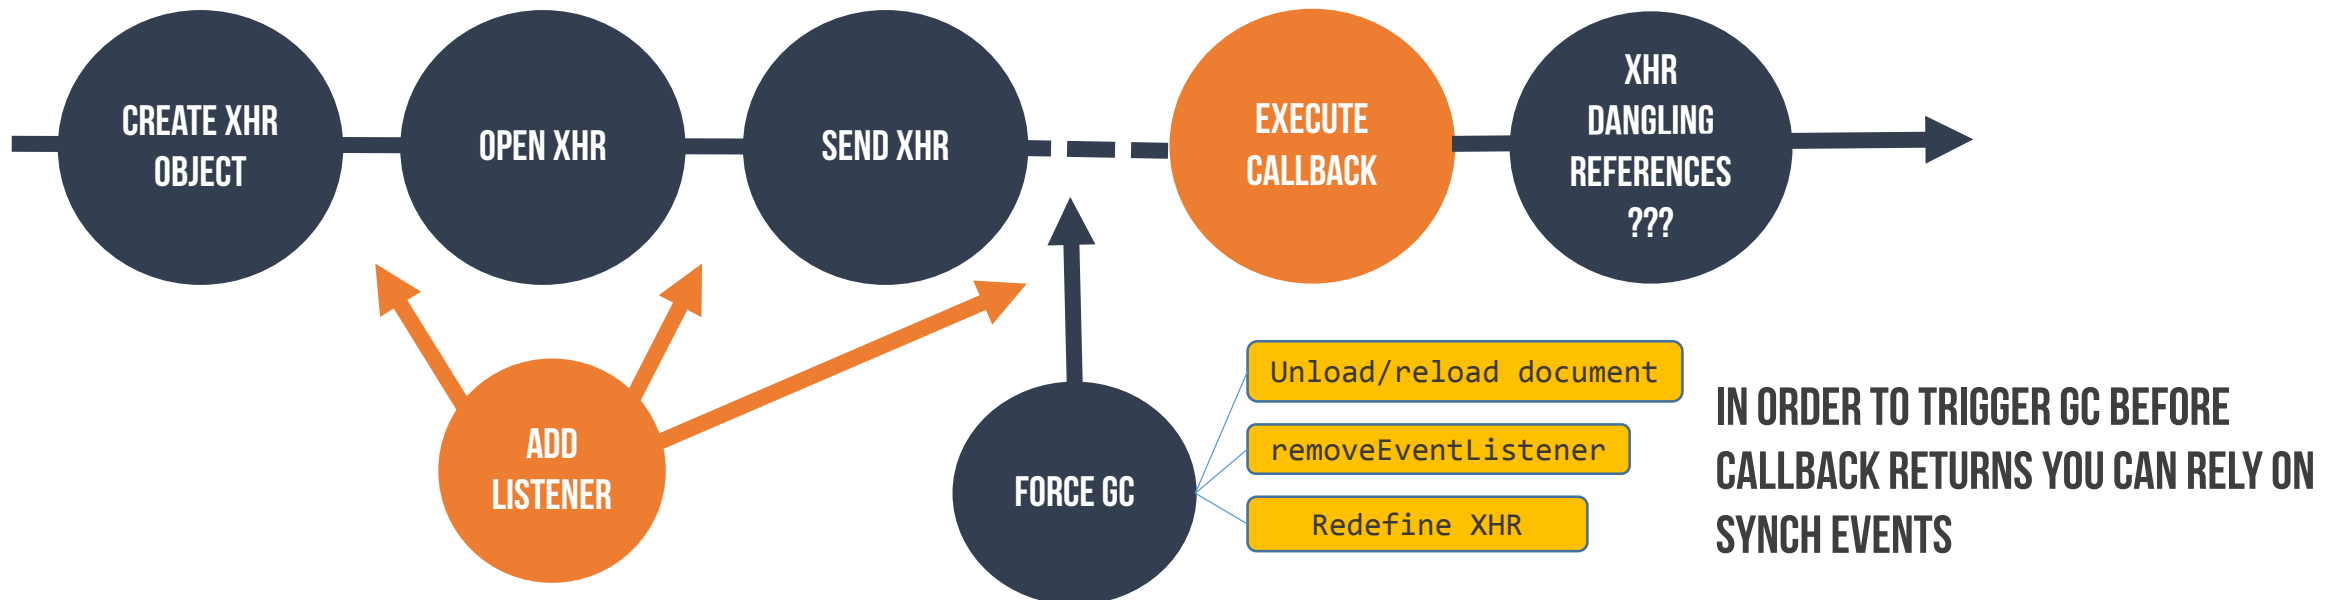 CREATE XHR
OBJECT
OPEN XHR
SEND XHR
EXECUTE
CALLBACK
XHR
DANGLING
REFERENCES
???
ADD
LISTENER
FORCE GC
Unload/reload document
removeEventListener
Redefine XHR
IN ORDER TO TRIGGER GC BEFORE
CALLBACK RETURNS YOU CAN RELY ON
SYNCH EVENTS